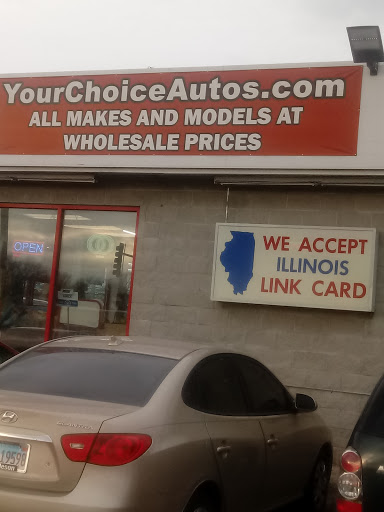 YourChoiceAutos.com
ALL MAKES AND MODELS AT
WHOLESALE PRICES
WE ACCEPT
ILLINOIS
LINK CARD
OPEN